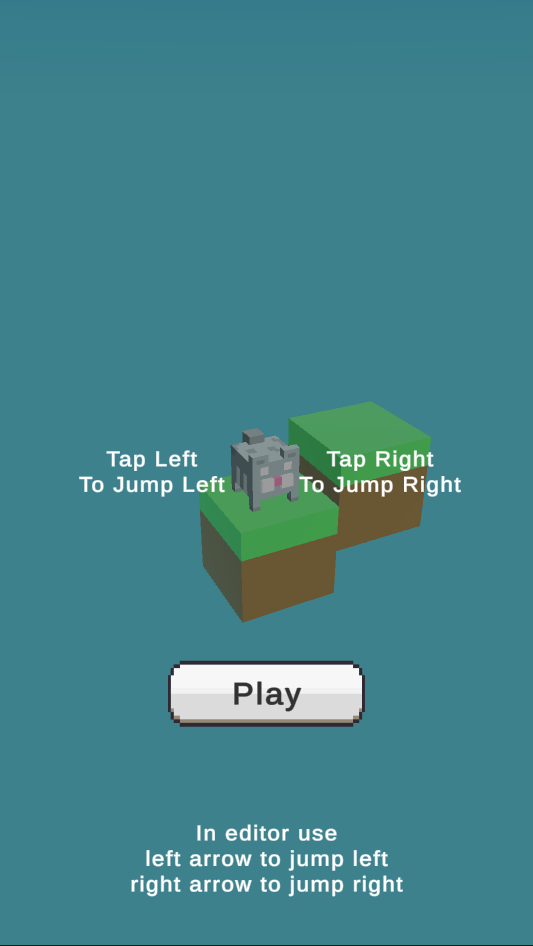 Tap Left
To Jump Left
Tap Right
To Jump Right
Play
In editor use
left arrow to jump left
right arrow to jump right